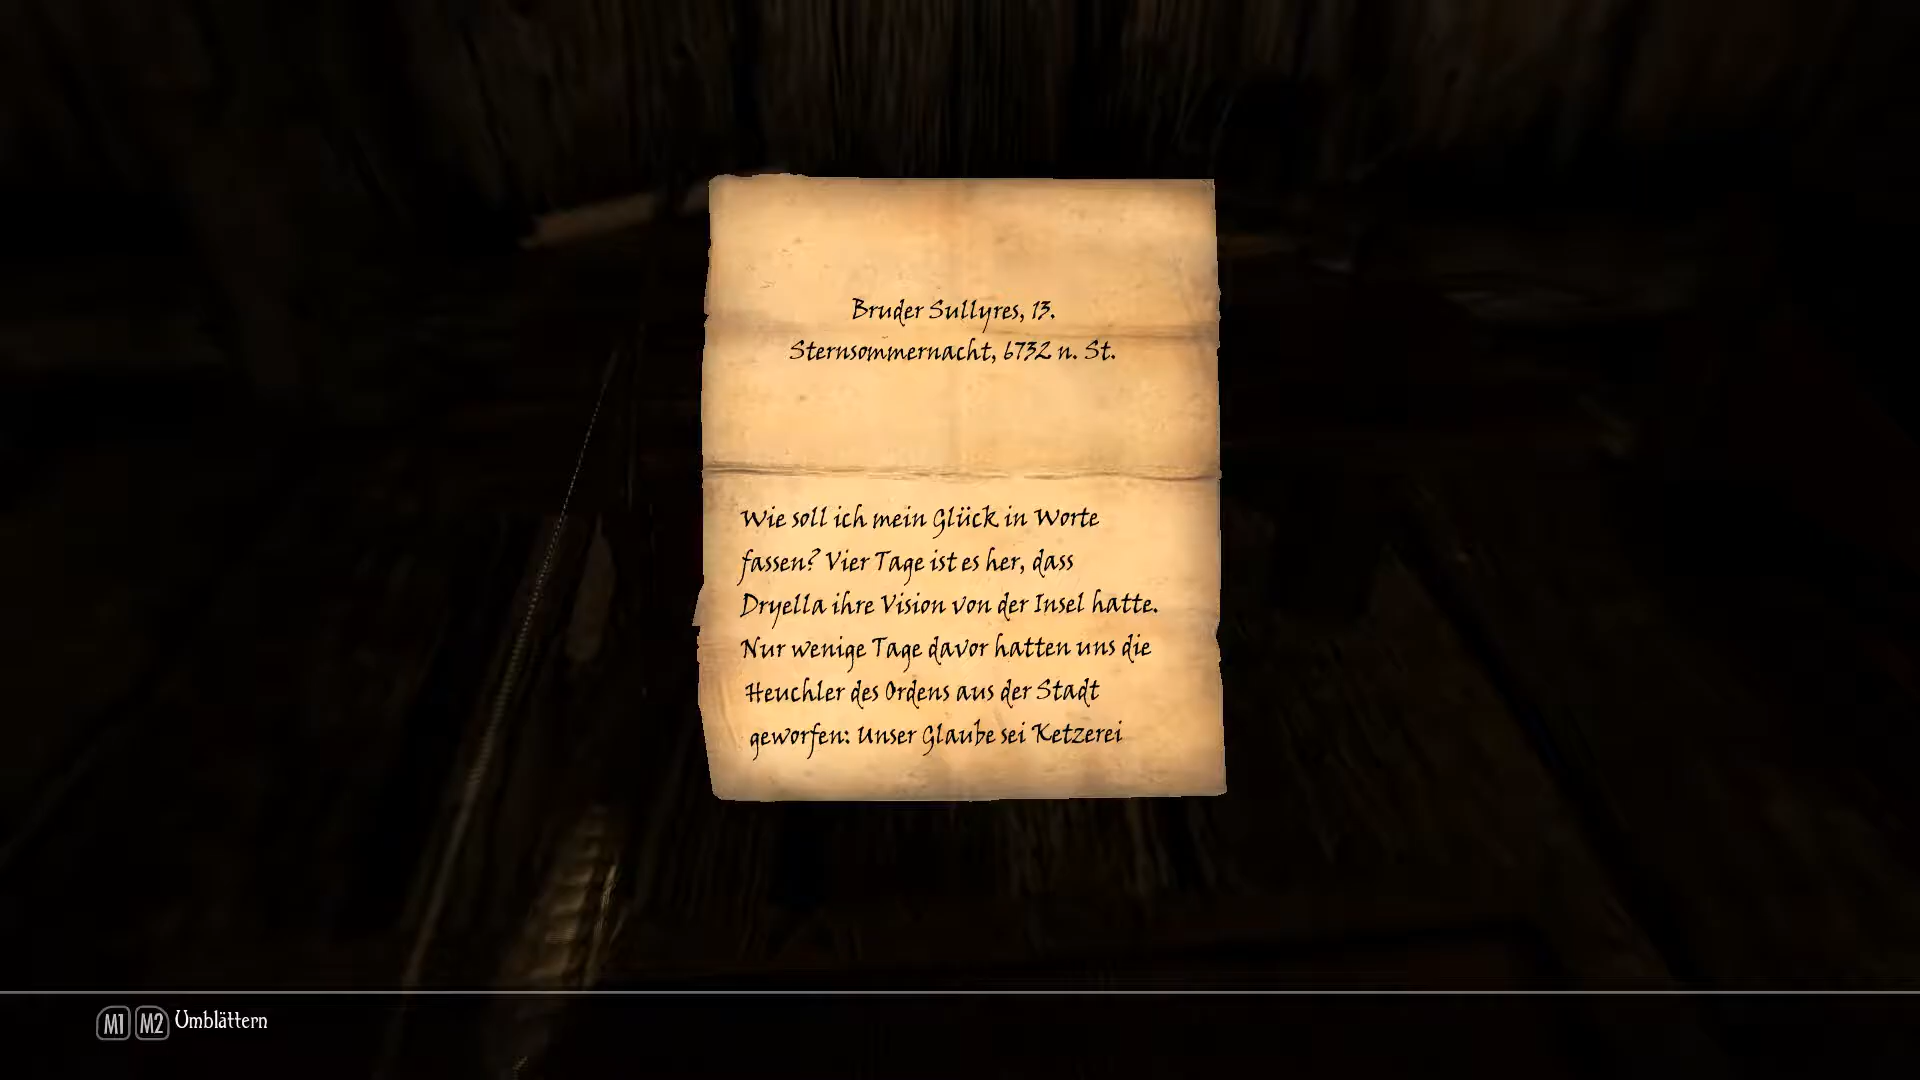 Bruder Sullyres, 13.
Sternsommernacht, 6732 n. St.
Wie soll ich mein Glück in Worte
fassen? Vier Tage ist es her, dass
Dryella ihre Vision von der Insel hatte.
Nur wenige Tage davor hatten uns die
Heuchler des Ordens aus der Stadt
geworfen: Unser Glaube sei Ketzerei
M1 M2 Umblättern